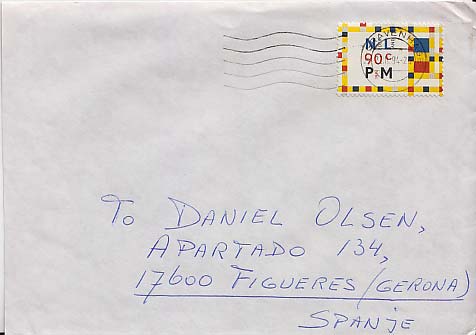 NL
90c
PM
To DANIEL OLSEN,
APARTADO 134,
17600 FIGUERES (GERONA)
SPANJE